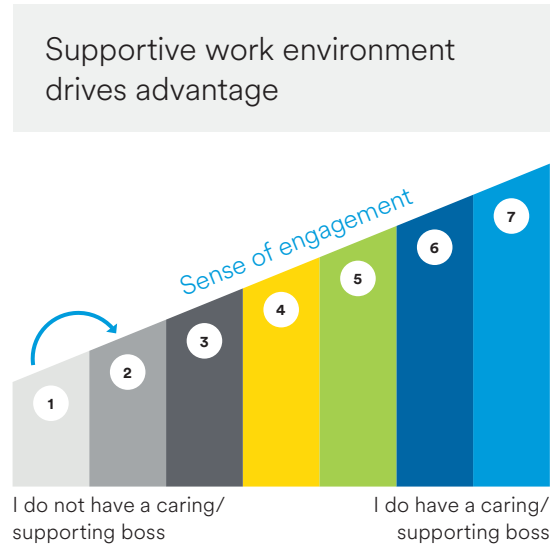 Supportive work environment
drives advantage
Sense of engagement
1
2
3
4
5
6
7
I do not have a caring/
supporting boss
I do have a caring/
supporting boss